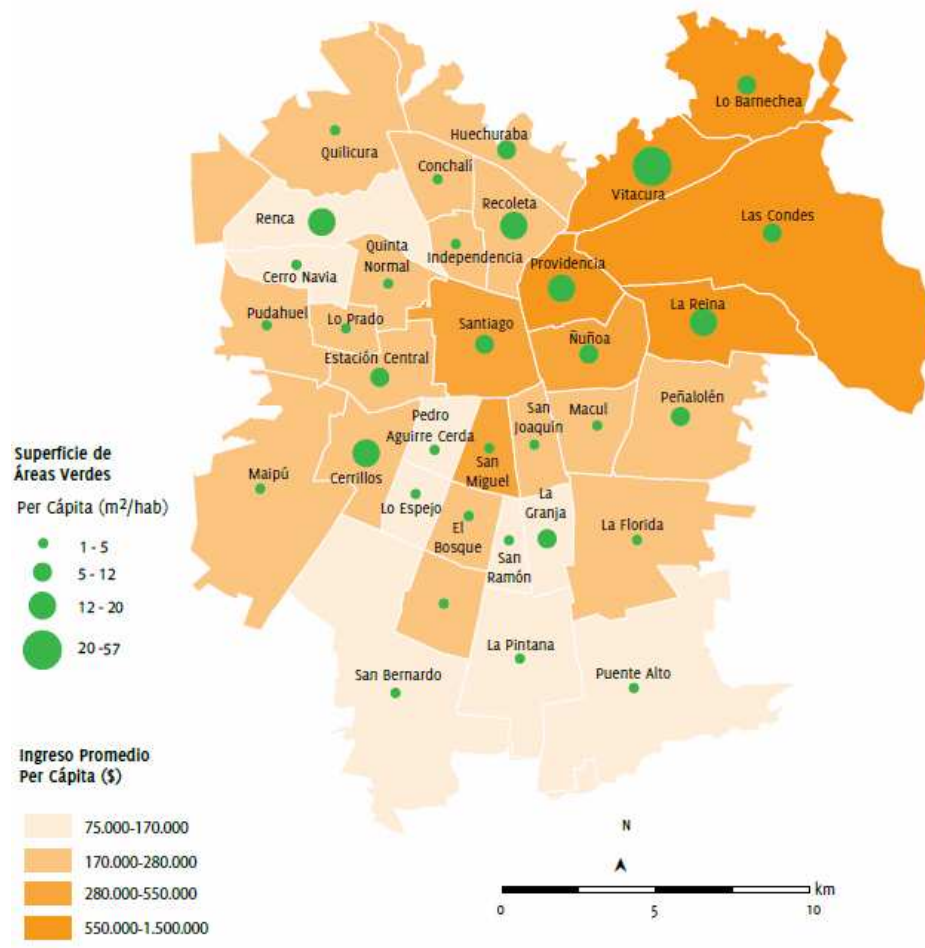 Lo Barnechea
Huechuraba
Quilicura
Conchalí
Vitacura
Recoleta
Renca
Las Condes
Quinta
Normal
Independencia
Providencia
Cerro Navia
La Reina
Pudahuel
Lo Prado
Santiago
Ñuñoa
Estación Central
Peñalolén
San
Joaquín
Macul
Pedro
Aguirre Cerda
Maipú
Cerrillos
San
Miguel
La
Granja
Lo Espejo
El
Bosque
La Florida
San
Ramón
La Pintana
San Bernardo
Puente Alto
Superficie de
Áreas Verdes
Per Cápita (m²/hab)
1 - 5
5 - 12
12 - 20
20 -57
Ingreso Promedio
Per Cápita ($)
75.000-170.000
170.000-280.000
280.000-550.000
550.000-1.500.000
N
km
0 5 10